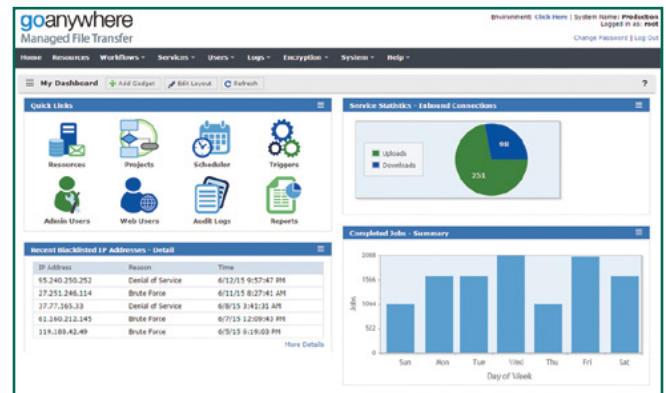 goanywhere
Managed File Transfer
Environment: Click Here | System Name: Production
Logged in as: root
Change Password | Log Out
Home Resources Workflows Services Users Logs Encryption System Help
My Dashboard Add Gadget Edit Layout Refresh ?
Quick Links
Resources Projects Scheduler Triggers
Admin Users Web Users Audit Logs Reports
Recent Blacklisted IP Addresses - Detail
IP Address Reason Time
95.240.250.252 Denial of Service 6/12/15 9:57:47 PM
27.251.246.114 Brute Force 6/11/15 8:27:41 AM
37.77.165.33 Denial of Service 6/8/15 3:41:31 AM
61.160.212.145 Brute Force 6/7/15 12:09:43 PM
119.188.42.49 Brute Force 6/5/15 6:19:03 PM
More Details
Service Statistics - Inbound Connections
Uploads
Downloads
98
251
Completed Jobs - Summary
2088
1566
1044
522
0
Jobs
Sun Mon Tue Wed Thu Fri Sat
Day of Week